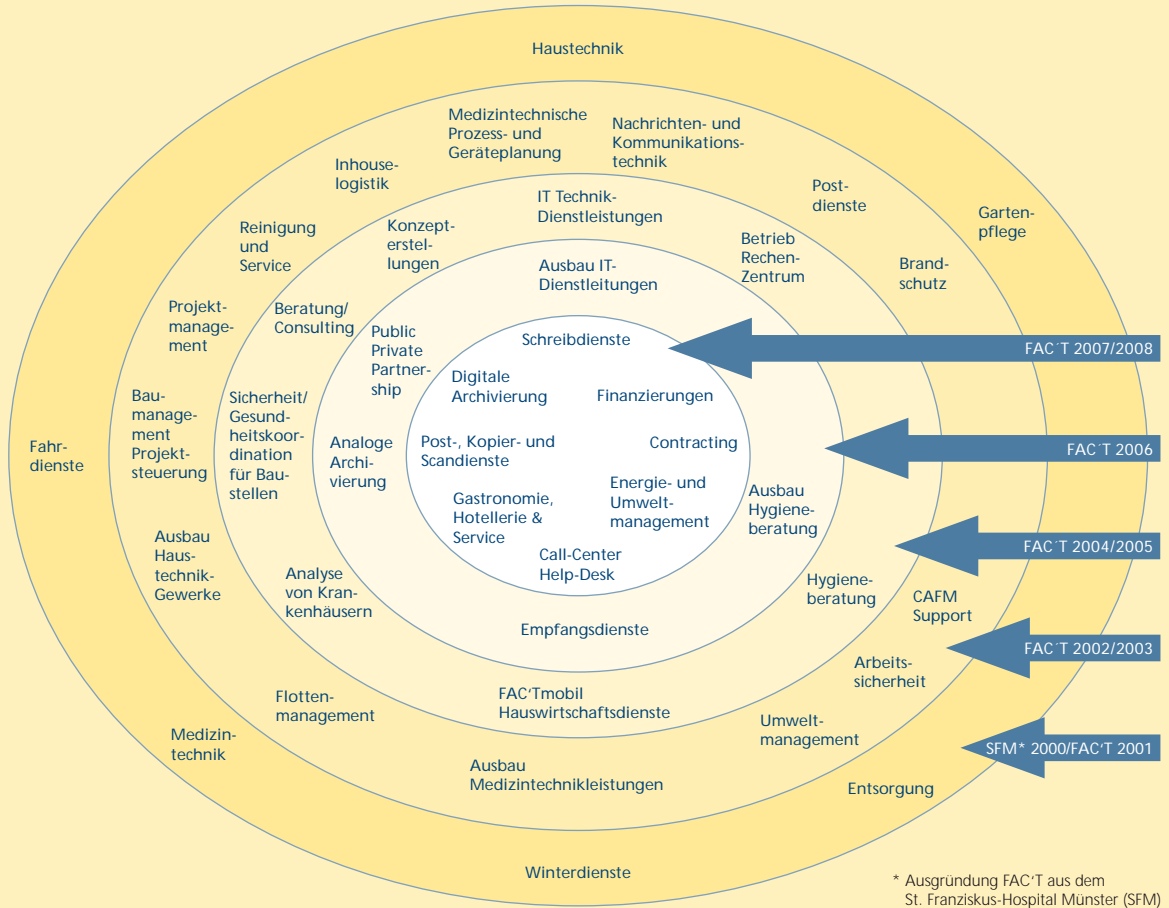 Haustechnik
Medizintechnische
Prozess- und
Geräteplanung
Nachrichten- und
Kommunikations-
technik
Inhouse-
logistik
Post-
dienste
Garten-
pflege
IT Technik-
Dienstleistungen
Reinigung
und
Service
Konzept-
erstel-
lungen
Betrieb
Rechen-
Zentrum
Brand-
schutz
Ausbau IT-
Dienstleitungen
Projekt-
manage-
ment
Beratung/
Consulting
Public
Private
Partner-
ship
Schreibdienste
FAC´T 2007/2008
Digitale
Archivierung
Finanzierungen
Bau-
manage-
ment
Projekt-
steuerung
Sicherheit/
Gesund-
heitskoor-
dination
für Bau-
stellen
Fahr-
dienste
Analoge
Archi-
vierung
Post-, Kopier- und
Scandienste
Contracting
FAC´T 2006
Gastronomie,
Hotellerie &
Service
Energie- und
Umwelt-
management
Ausbau
Hygiene-
beratung
Call-Center
Help-Desk
FAC´T 2004/2005
Ausbau
Haus-
technik-
Gewerke
Analyse
von Kran-
kenhäusern
Hygiene-
beratung
CAFM
Support
Empfangsdienste
FAC´T 2002/2003
Arbeits-
sicherheit
Flotten-
management
FAC'Tmobil
Hauswirtschaftsdienste
Umwelt-
management
Medizin-
technik
SFM* 2000/FAC'T 2001
Ausbau
Medizintechnikleistungen
Entsorgung
Winterdienste
* Ausgründung FAC'T aus dem
St. Franziskus-Hospital Münster (SFM)